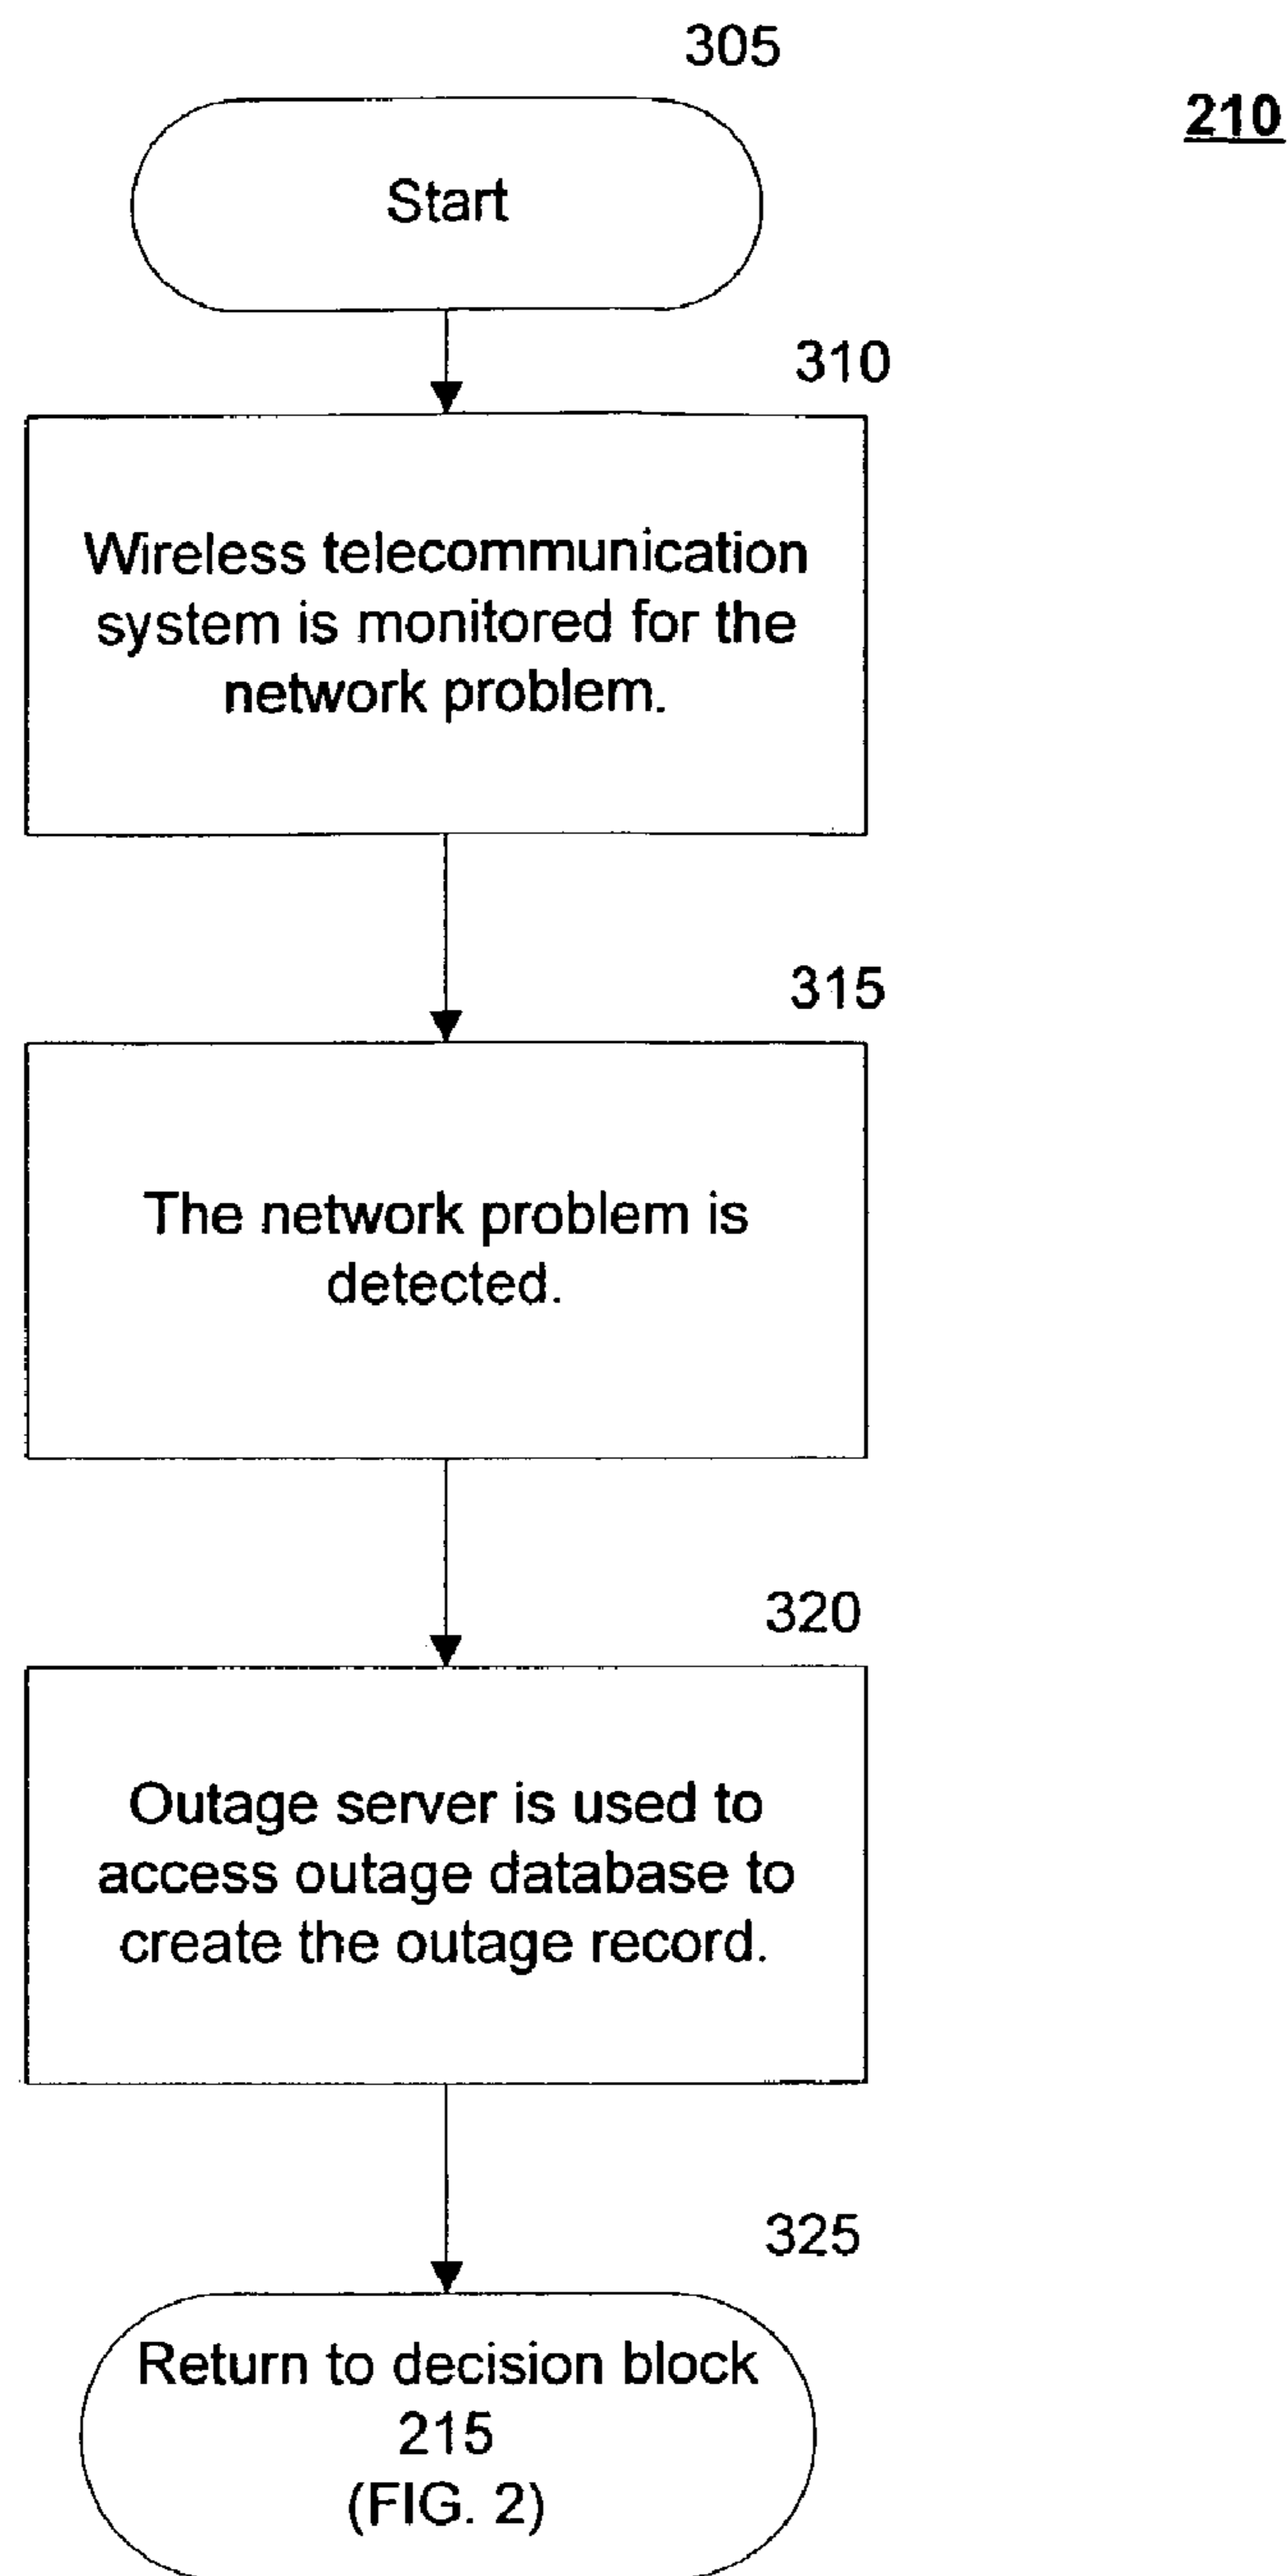 305
210
Start
310
Wireless telecommunication
system is monitored for the
network problem.
315
The network problem is
detected.
320
Outage server is used to
access outage database to
create the outage record.
325
Return to decision block
215
(FIG. 2)